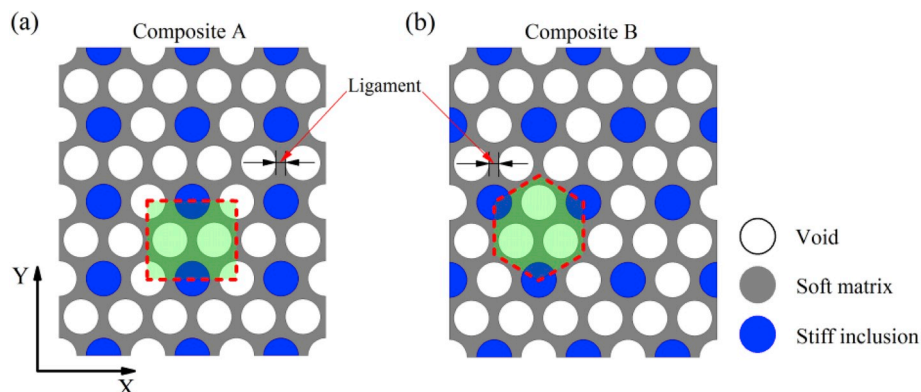 (a)
Composite A
(b)
Composite B
Ligament
Void
Soft matrix
Stiff inclusion
Y
X